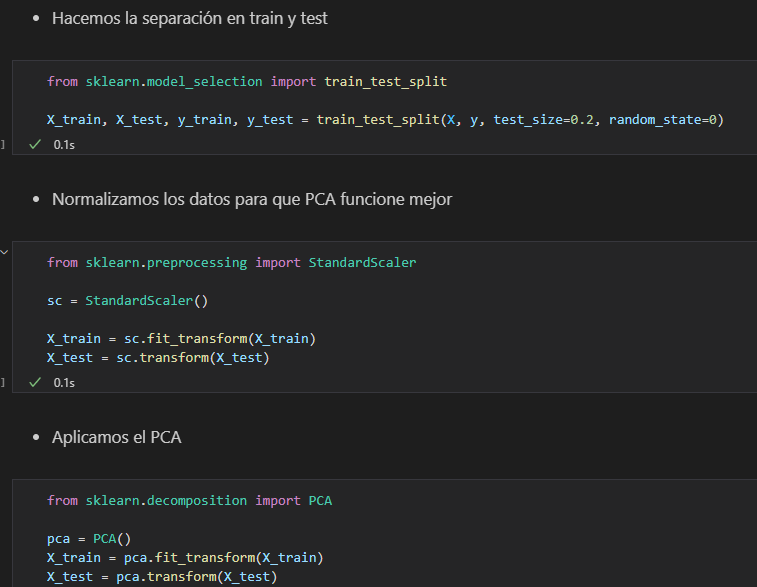 • Hacemos la separación en train y test
from sklearn.model_selection import train_test_split
X_train, X_test, y_train, y_test = train_test_split(X, y, test_size=0.2, random_state=0)
] ✓ 0.1s
• Normalizamos los datos para que PCA funcione mejor
from sklearn.preprocessing import StandardScaler
sc = StandardScaler()
X_train = sc.fit_transform(X_train)
X_test = sc.transform(X_test)
] ✓ 0.1s
• Aplicamos el PCA
from sklearn.decomposition import PCA
pca = PCA()
X_train = pca.fit_transform(X_train)
X_test = pca.transform(X_test)